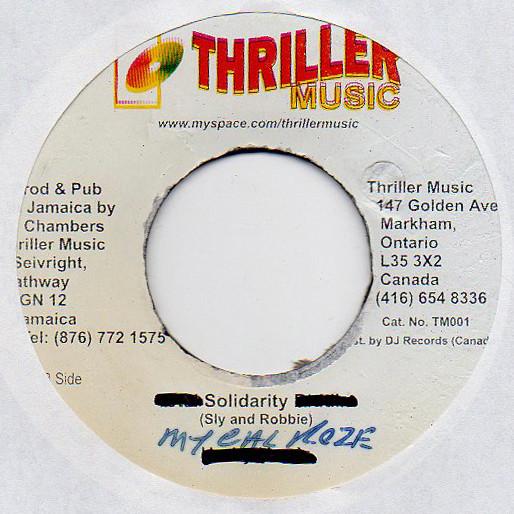 THRILLER
MUSIC
www.myspace.com/thrillermusic
rod & Pub
Jamaica by
Chambers
riller Music
Seivright,
athway
GN 12
amaica
Tel: (876) 772 1575
Thriller Music
147 Golden Ave
Markham,
Ontario
L35 3X2
Canada
(416) 654 8336
Cat. No. TM001
st. by DJ Records (Canad
Side
Solidarity
(Sly and Robbie)
MYCHAL ROZE